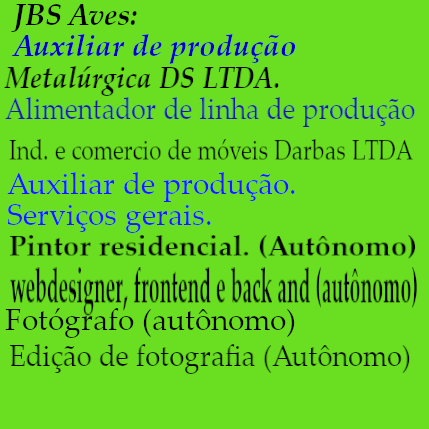 JBS Aves:
Auxiliar de produção
Metalúrgica DS LTDA.
Alimentador de linha de produção
Ind. e comercio de móveis Darbas LTDA
Auxiliar de produção.
Serviços gerais.
Pintor residencial. (Autônomo)
webdesigner, frontend e back and (autônomo)
Fotógrafo (autônomo)
Edição de fotografia (Autônomo)